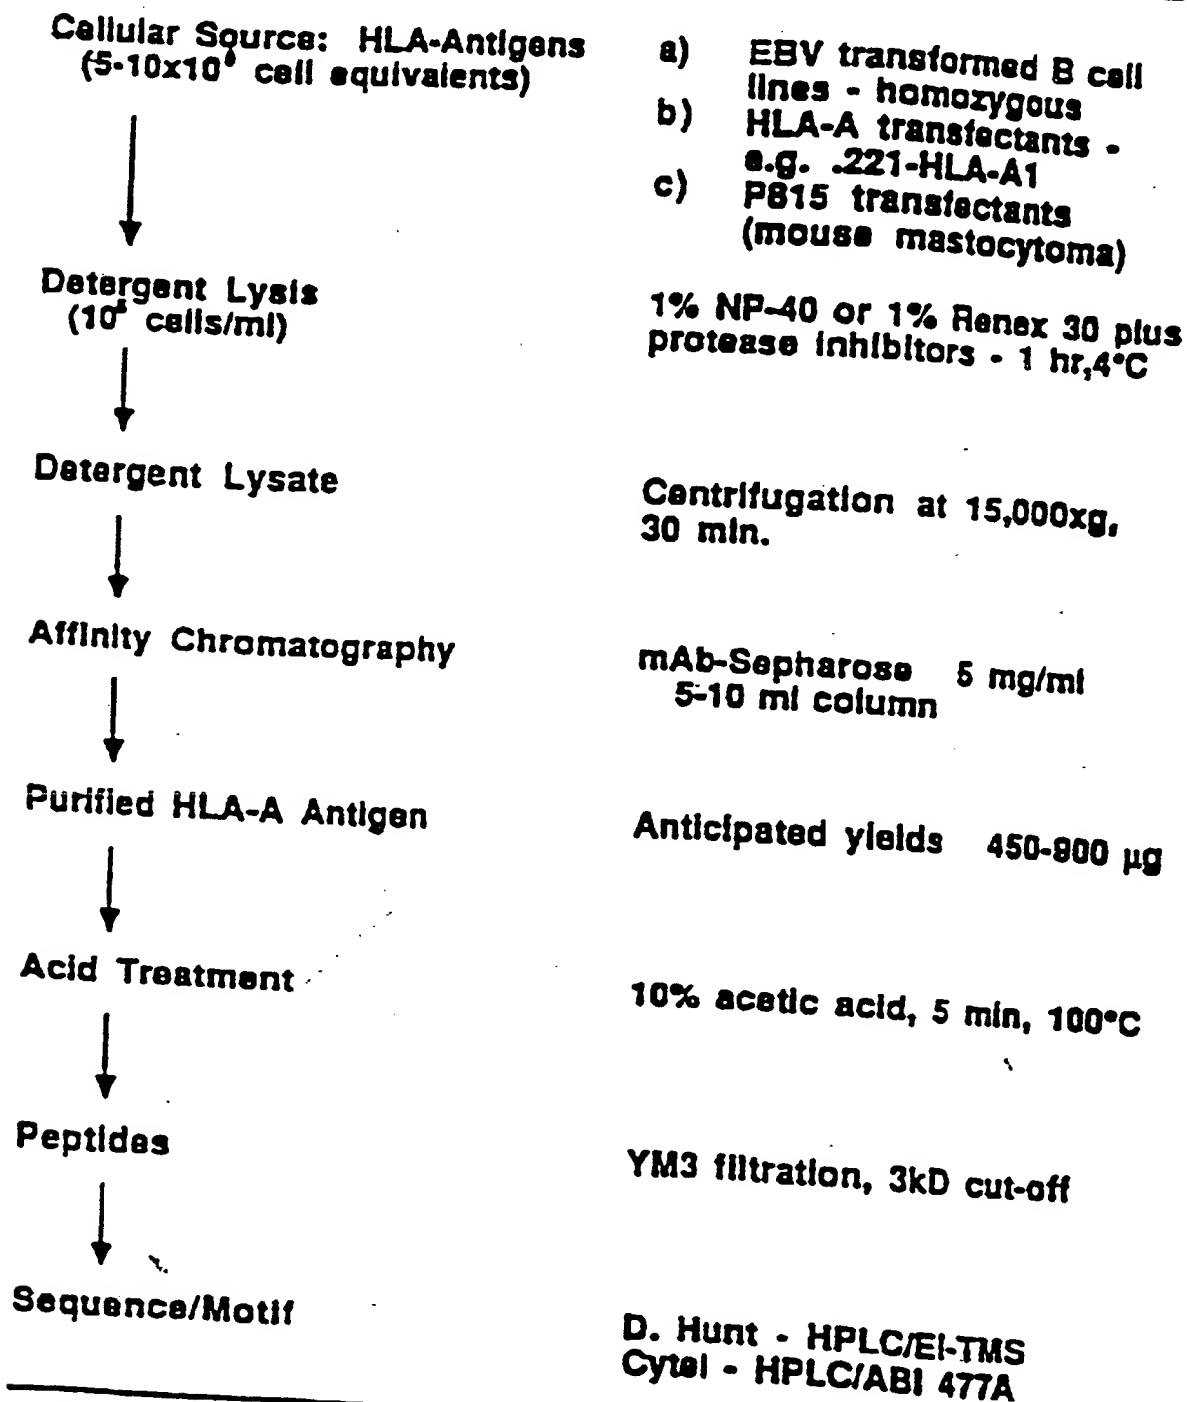 Cellular Source: HLA-Antigens
(5-10x10⁹ cell equivalents)
a) EBV transformed B cell
lines - homozygous
b) HLA-A transfectants -
e.g. .221-HLA-A1
c) P815 transfectants
(mouse mastocytoma)
Detergent Lysis
(10⁸ cells/ml)
1% NP-40 or 1% Renex 30 plus
protease inhibitors - 1 hr,4°C
Detergent Lysate
Centrifugation at 15,000xg,
30 min.
Affinity Chromatography
mAb-Sepharose 5 mg/ml
5-10 ml column
Purified HLA-A Antigen
Anticipated yields 450-900 µg
Acid Treatment
10% acetic acid, 5 min, 100°C
Peptides
YM3 filtration, 3kD cut-off
Sequence/Motif
D. Hunt - HPLC/EI-TMS
Cytel - HPLC/ABI 477A